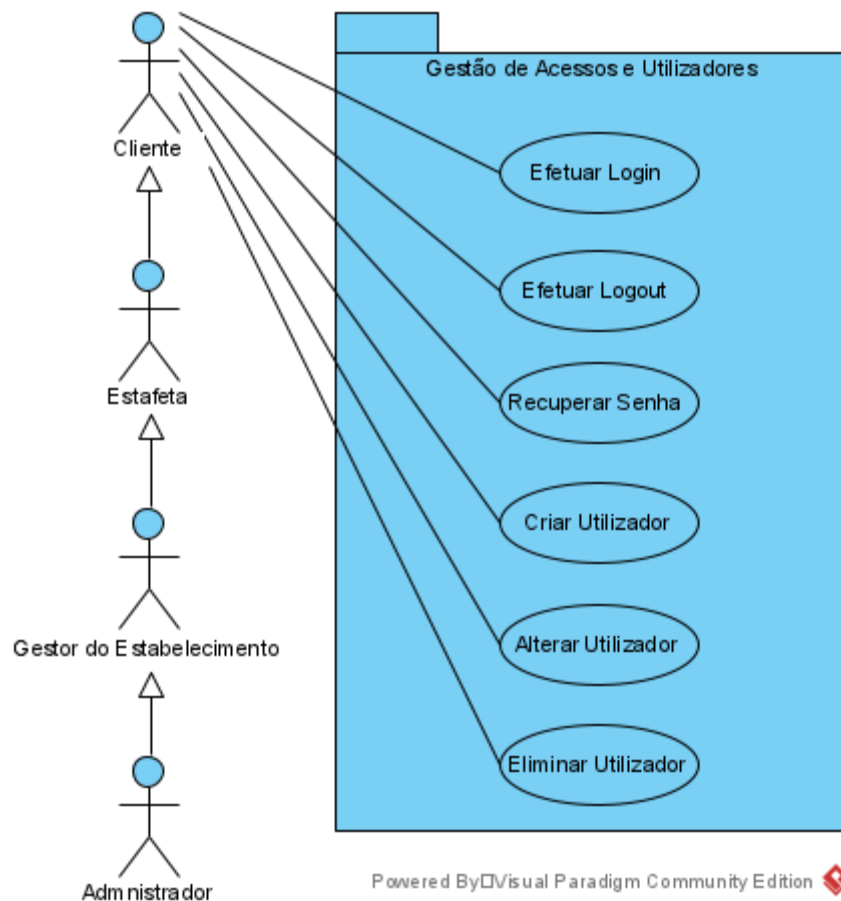 Gestão de Acessos e Utilizadores
Cliente
Efetuar Login
Efetuar Logout
Estafeta
Recuperar Senha
Criar Utilizador
Gestor do Estabelecimento
Alterar Utilizador
Eliminar Utilizador
Admnistrador
Powered By□Visual Paradigm Community Edition